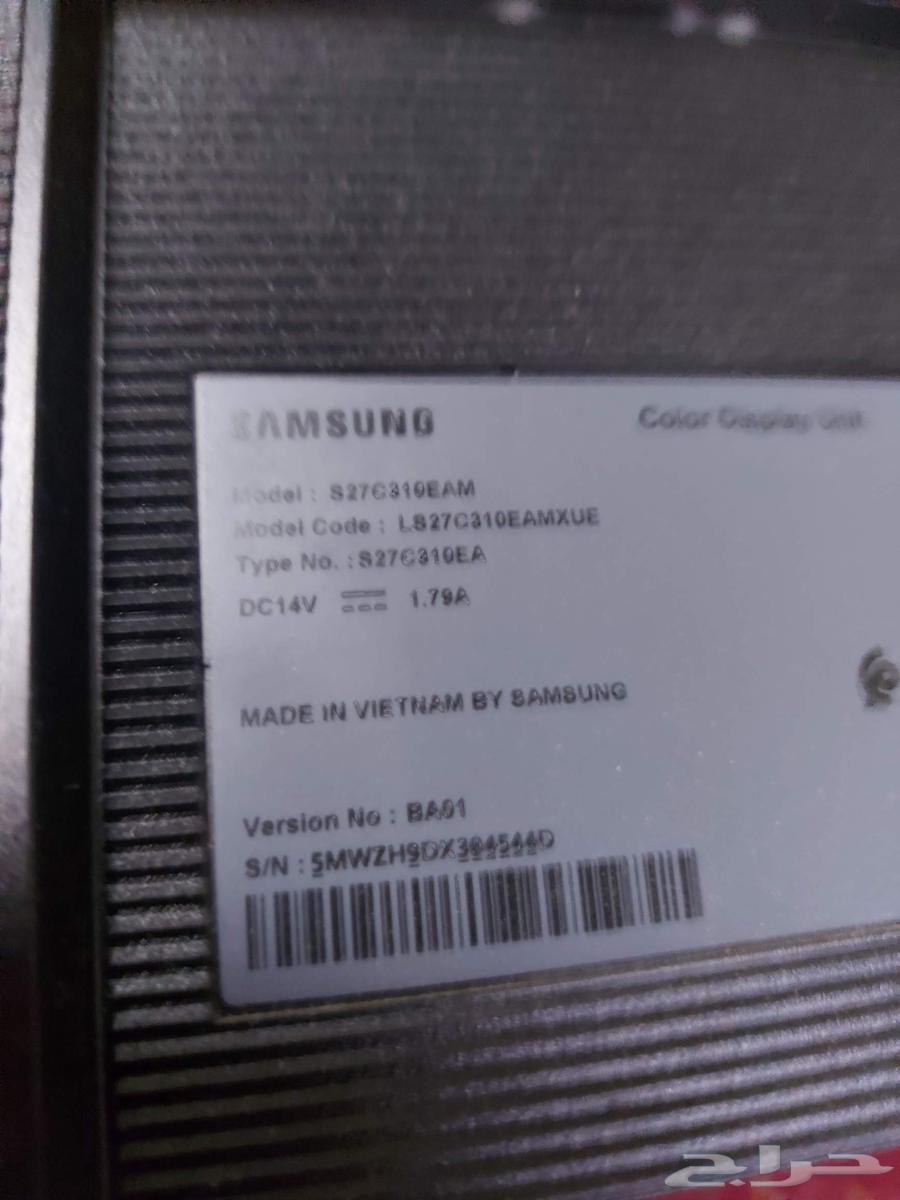 SAMSUNG
Color Display Unit
Model : S27C310EAM
Model Code : LS27C310EAMXUE
Type No. : S27C310EA
DC14V 1.79A
MADE IN VIETNAM BY SAMSUNG
Version No : BA01
S/N : 5MWZH9DX304544D
حراج